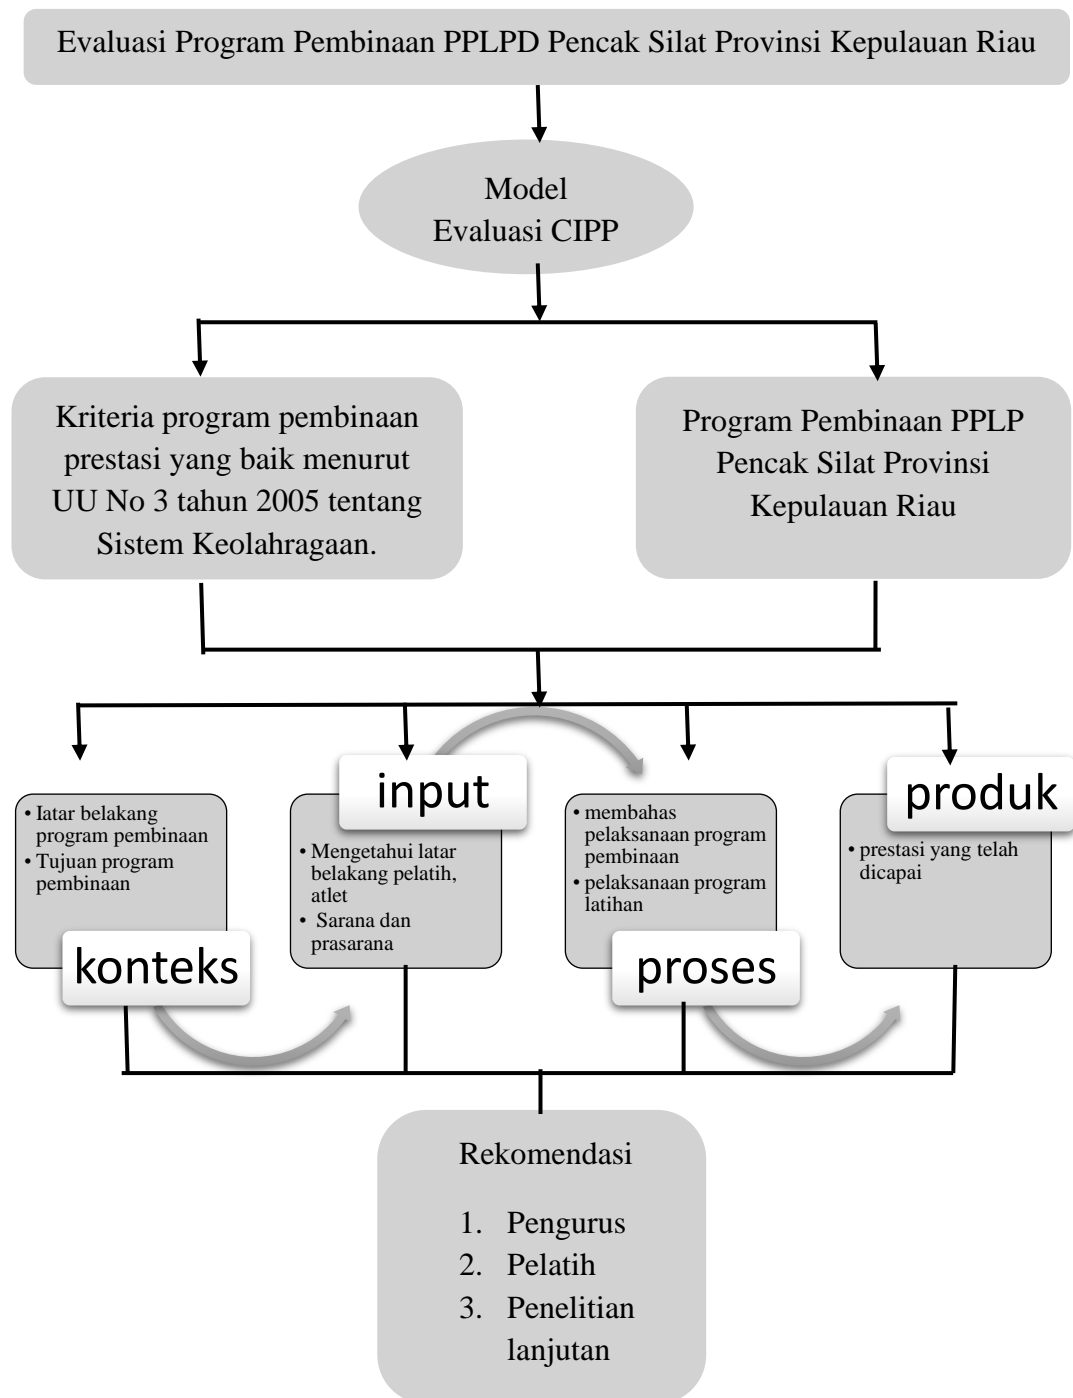 Evaluasi Program Pembinaan PPLPD Pencak Silat Provinsi Kepulauan Riau
Model
Evaluasi CIPP
Kriteria program pembinaan
prestasi yang baik menurut
UU No 3 tahun 2005 tentang
Sistem Keolahragaan.
Program Pembinaan PPLP
Pencak Silat Provinsi
Kepulauan Riau
• latar belakang
program pembinaan
• Tujuan program
pembinaan
konteks
input
• Mengetahui latar
belakang pelatih,
atlet
• Sarana dan
prasarana
• membahas
pelaksanaan program
pembinaan
• pelaksanaan program
latihan
proses
produk
• prestasi yang telah
dicapai
Rekomendasi
1. Pengurus
2. Pelatih
3. Penelitian
lanjutan